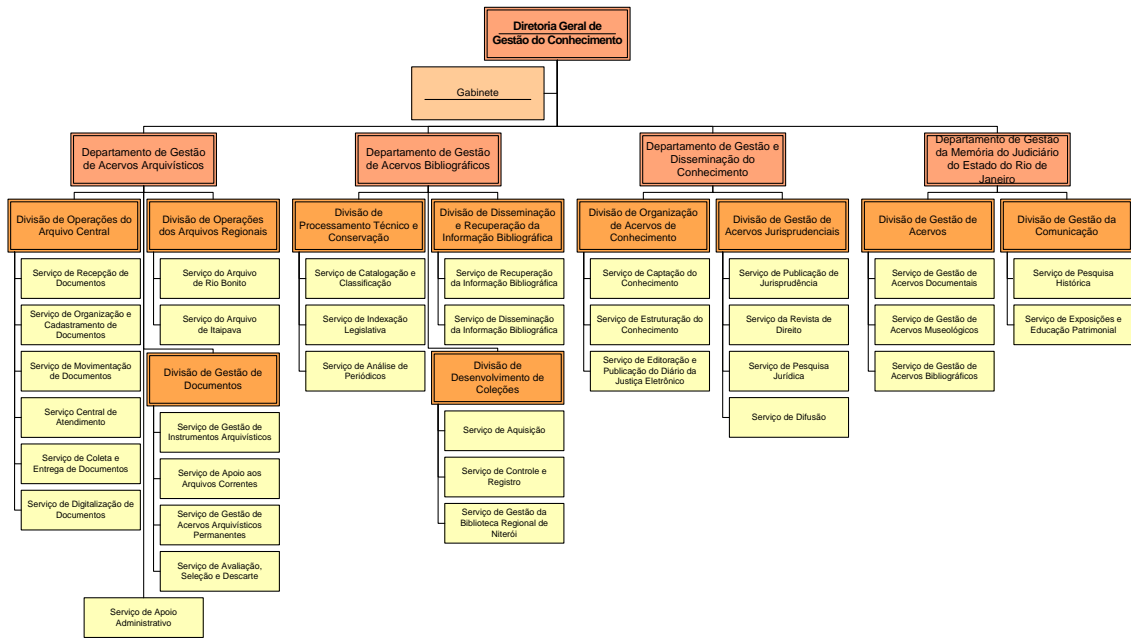 Diretoria Geral de
Gestão do Conhecimento
Gabinete
Departamento de Gestão
de Acervos Arquivísticos
Departamento de Gestão
de Acervos Bibliográficos
Departamento de Gestão e
Disseminação do
Conhecimento
Departamento de Gestão
da Memória do Judiciário
do Estado do Rio de
Janeiro
Divisão de Operações do
Arquivo Central
Divisão de Operações
dos Arquivos Regionais
Divisão de
Processamento Técnico e
Conservação
Divisão de Disseminação
e Recuperação da
Informação Bibliográfica
Divisão de Organização
de Acervos de
Conhecimento
Divisão de Gestão de
Acervos Jurisprudenciais
Divisão de Gestão de
Acervos
Divisão de Gestão da
Comunicação
Serviço de Recepção de
Documentos
Serviço de Organização e
Cadastramento de
Documentos
Serviço de Movimentação
de Documentos
Serviço Central de
Atendimento
Serviço de Coleta e
Entrega de Documentos
Serviço de Digitalização de
Documentos
Serviço do Arquivo
de Rio Bonito
Serviço do Arquivo
de Itaipava
Divisão de Gestão de
Documentos
Serviço de Gestão de
Instrumentos Arquivísticos
Serviço de Apoio aos
Arquivos Correntes
Serviço de Gestão de
Acervos Arquivísticos
Permanentes
Serviço de Avaliação,
Seleção e Descarte
Serviço de Apoio
Administrativo
Serviço de Catalogação e
Classificação
Serviço de Indexação
Legislativa
Serviço de Análise de
Periódicos
Serviço de Recuperação
da Informação Bibliográfica
Serviço de Disseminação
da Informação Bibliográfica
Divisão de
Desenvolvimento de
Coleções
Serviço de Aquisição
Serviço de Controle e
Registro
Serviço de Gestão da
Biblioteca Regional de
Niterói
Serviço de Captação do
Conhecimento
Serviço de Estruturação do
Conhecimento
Serviço de Editoração e
Publicação do Diário da
Justiça Eletrônico
Serviço de Publicação de
Jurisprudência
Serviço da Revista de
Direito
Serviço de Pesquisa
Jurídica
Serviço de Difusão
Serviço de Gestão de
Acervos Documentais
Serviço de Gestão de
Acervos Museológicos
Serviço de Gestão de
Acervos Bibliográficos
Serviço de Pesquisa
Histórica
Serviço de Exposições e
Educação Patrimonial